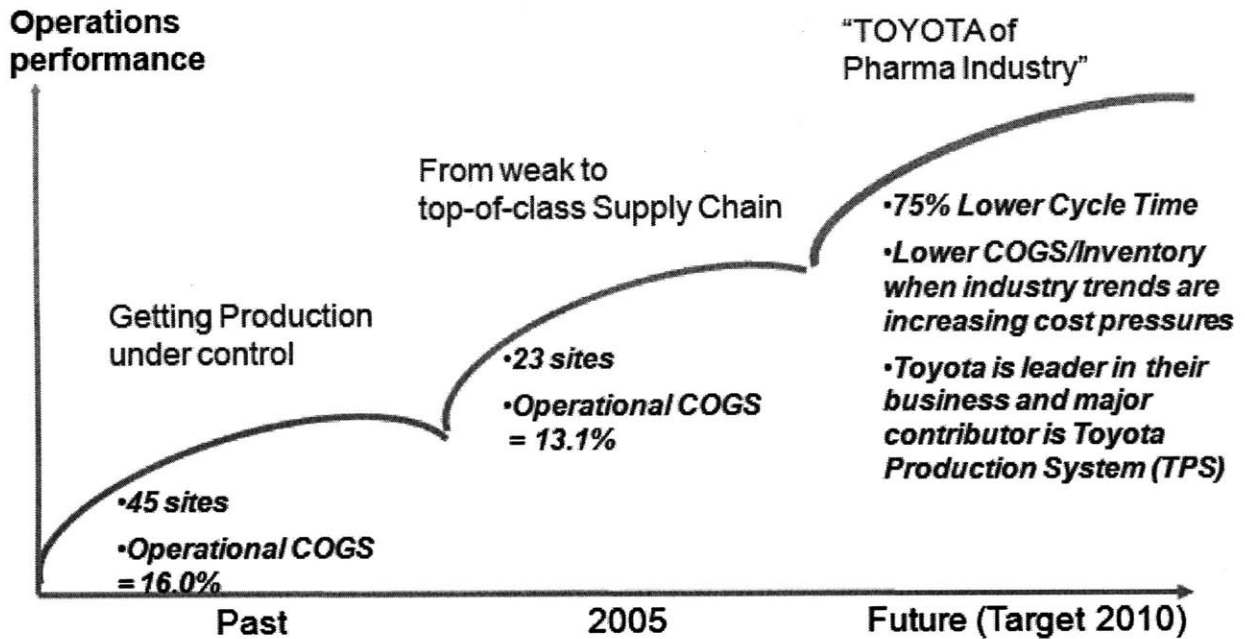 Operations
performance
"TOYOTA of
Pharma Industry"
From weak to
top-of-class Supply Chain
•75% Lower Cycle Time
•Lower COGS/Inventory
when industry trends are
increasing cost pressures
•Toyota is leader in their
business and major
contributor is Toyota
Production System (TPS)
Getting Production
under control
•23 sites
•Operational COGS
= 13.1%
•45 sites
•Operational COGS
= 16.0%
Past
2005
Future (Target 2010)